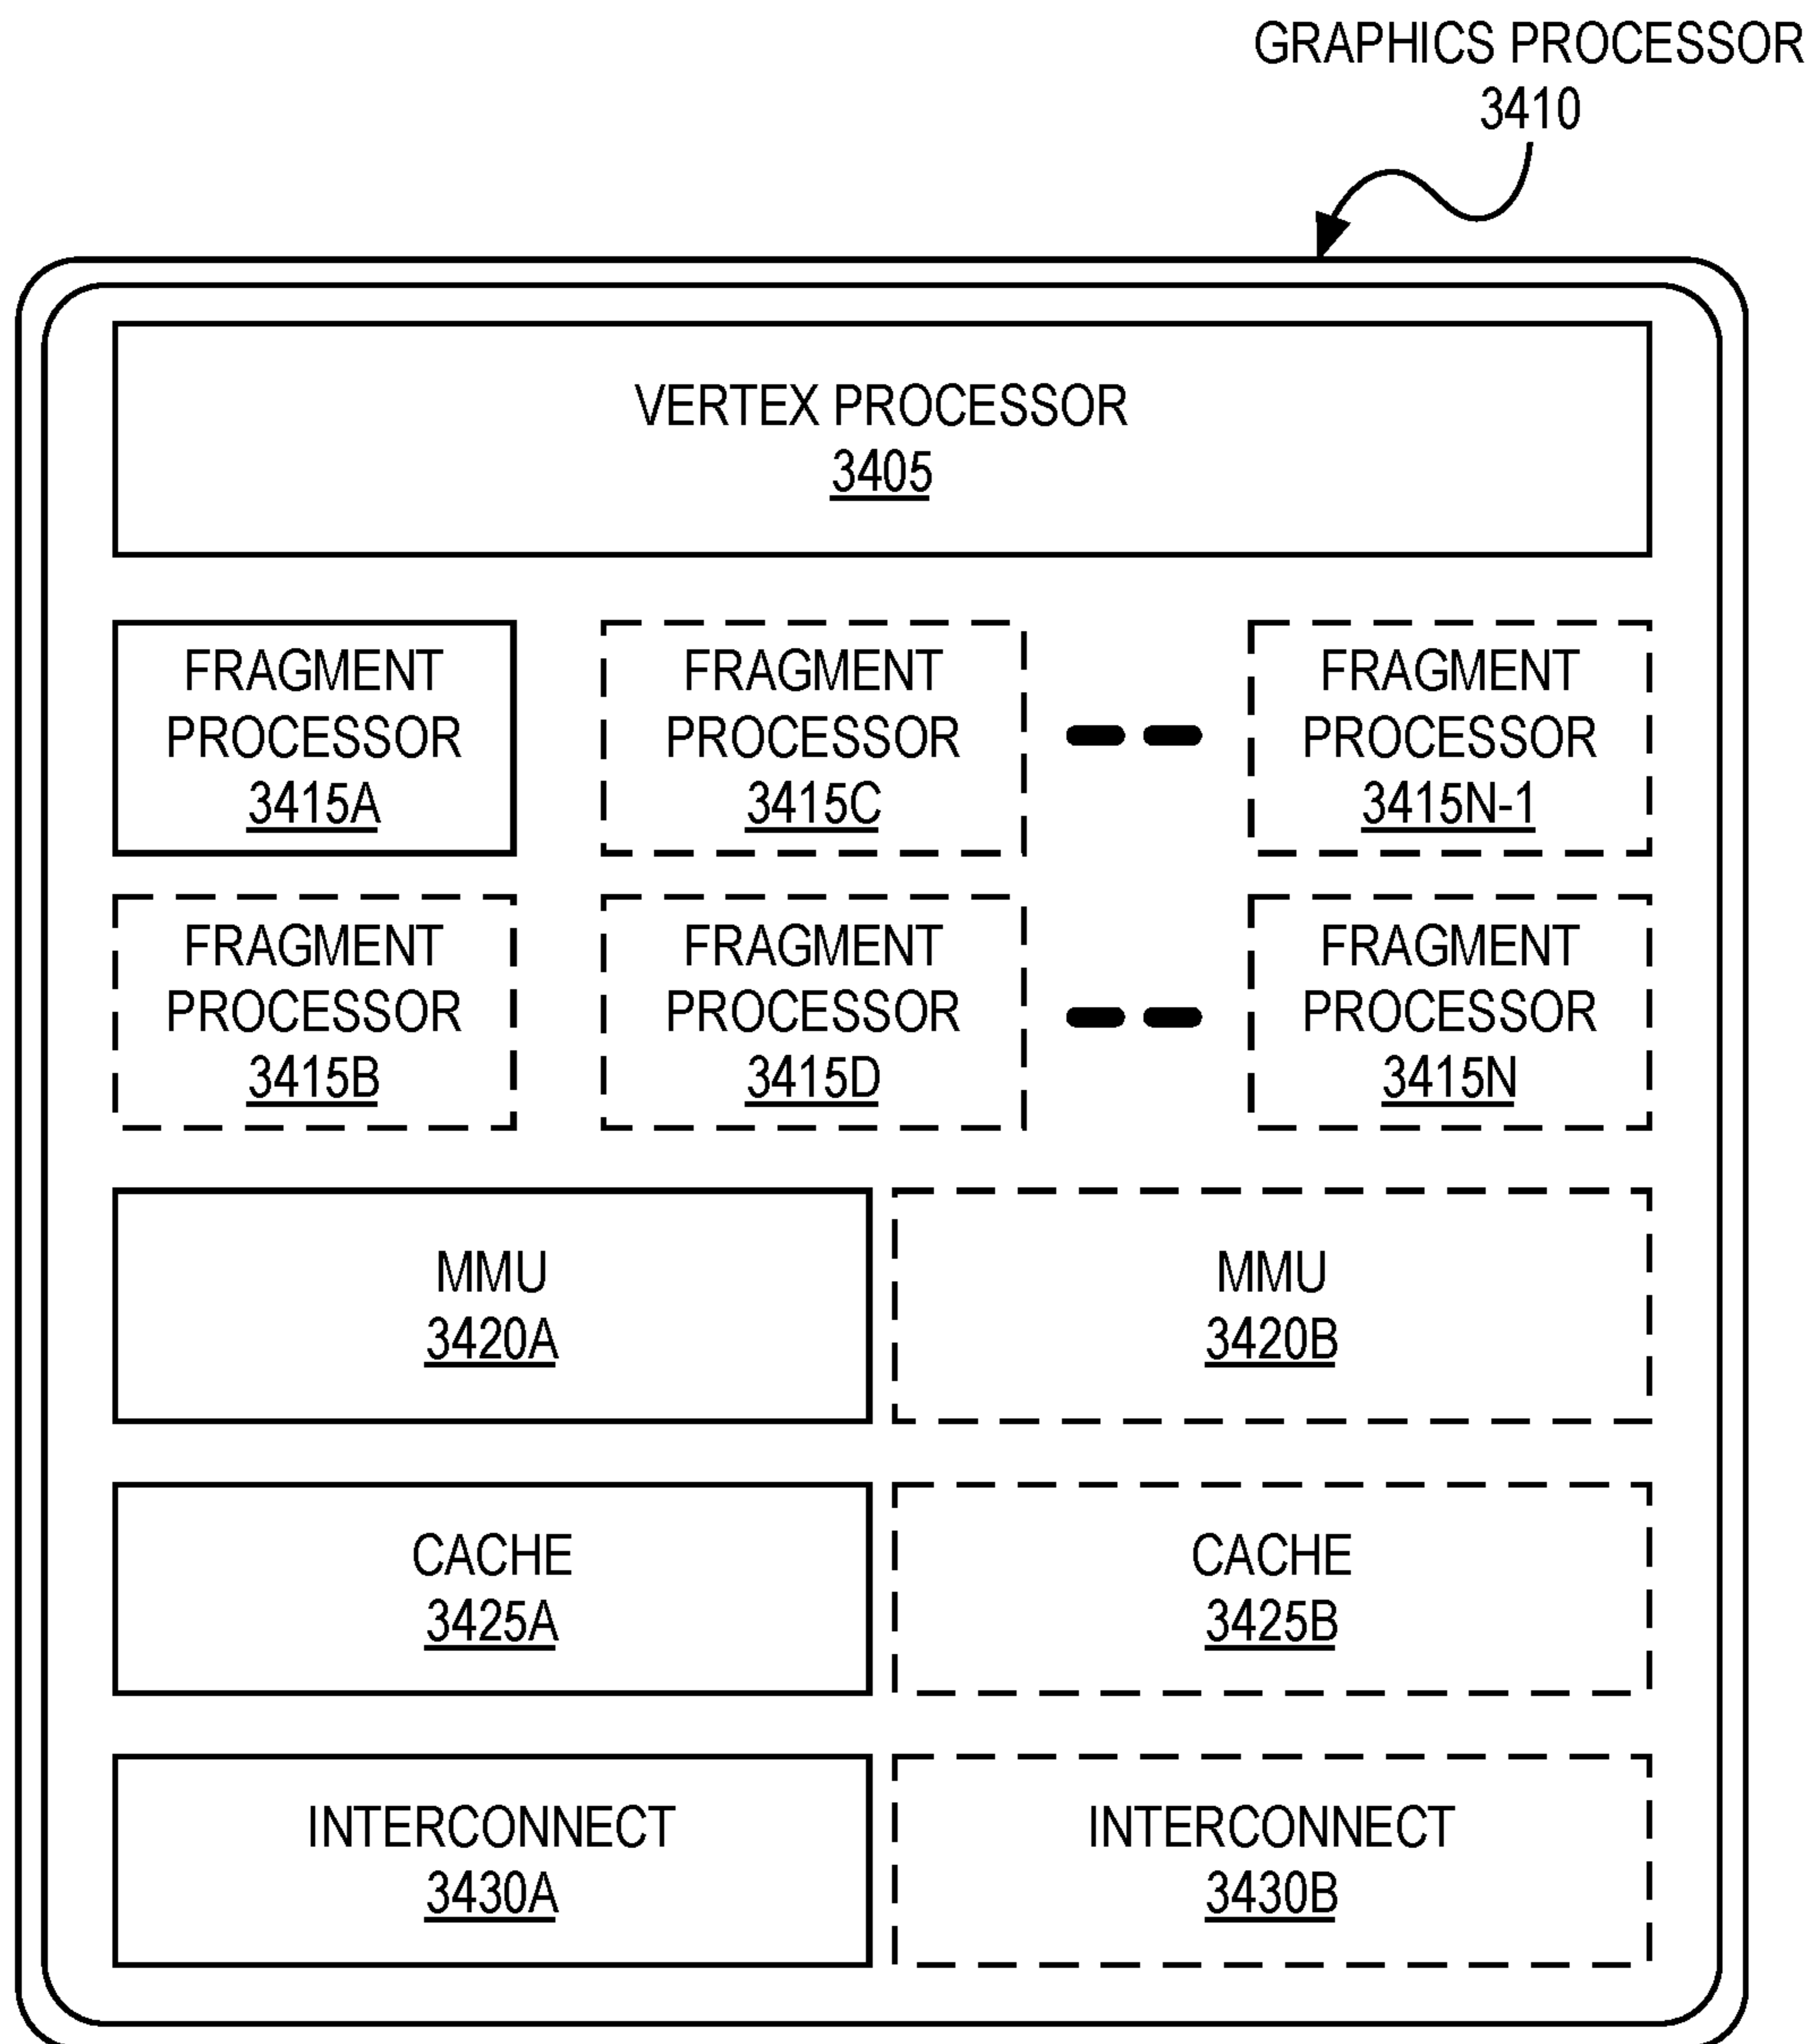 GRAPHICS PROCESSOR
3410
VERTEX PROCESSOR
3405
FRAGMENT
PROCESSOR
3415A
FRAGMENT
PROCESSOR
3415C
FRAGMENT
PROCESSOR
3415N-1
FRAGMENT
PROCESSOR
3415B
FRAGMENT
PROCESSOR
3415D
FRAGMENT
PROCESSOR
3415N
MMU
3420A
MMU
3420B
CACHE
3425A
CACHE
3425B
INTERCONNECT
3430A
INTERCONNECT
3430B